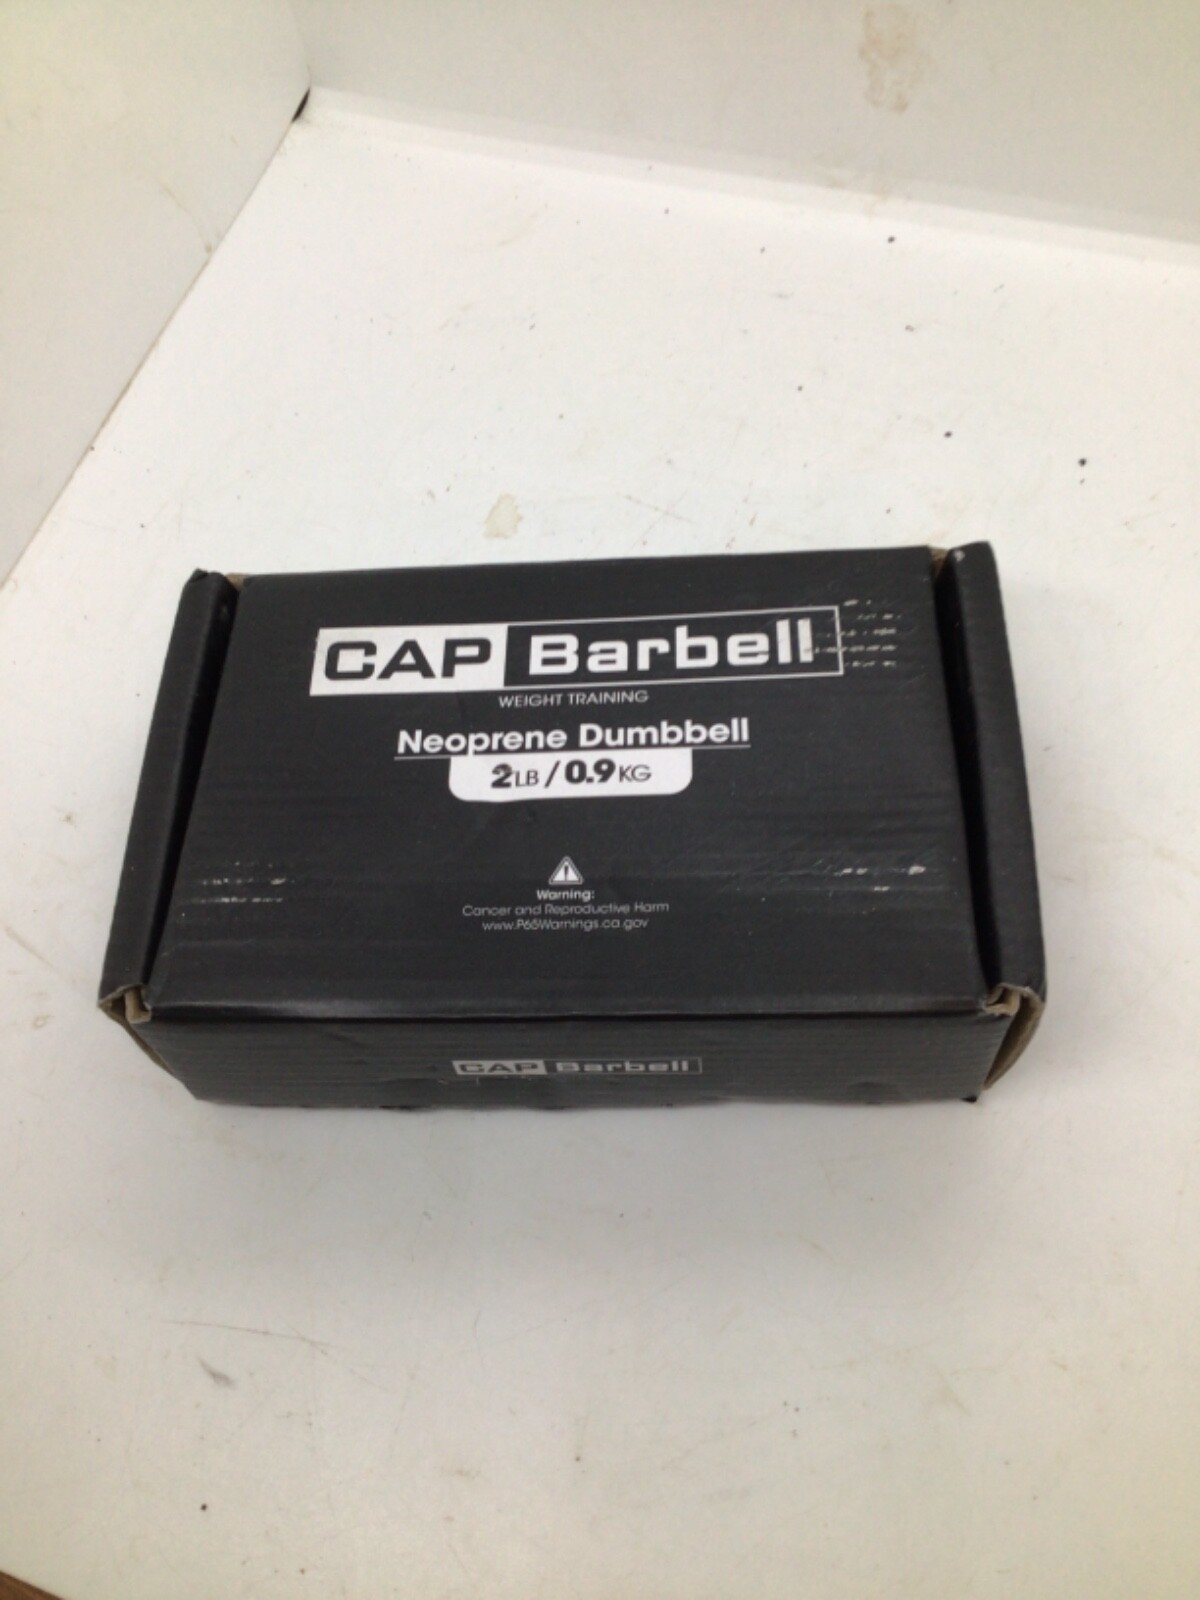 CAP Barbell
WEIGHT TRAINING
Neoprene Dumbbell
2LB / 0.9KG
Warning:
Cancer and Reproductive Harm
www.P65Warnings.ca.gov
CAP Barbell